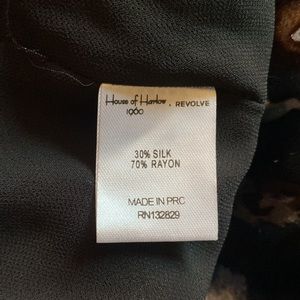 House of Harlow . REVOLVE
1960
30% SILK
70% RAYON
MADE IN PRC
RN132829